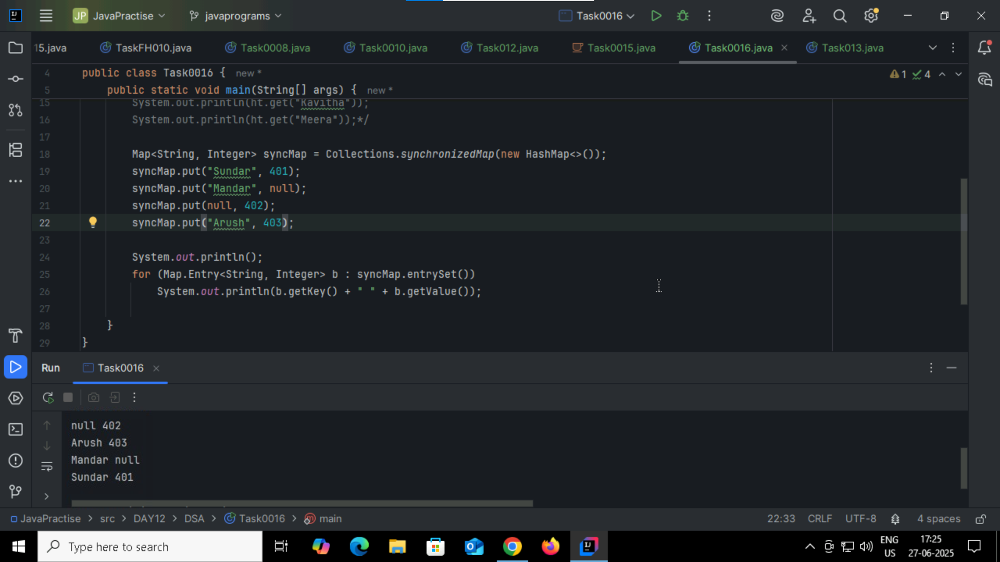 JP JavaPractise javaprograms Task0016
15.java TaskFH010.java Task0008.java Task0010.java Task012.java Task0015.java Task0016.java Task013.java
4 public class Task0016 { new *
1 4
5 public static void main(String[] args) { new *
15 System.out.println(ht.get("Kavitha"));
16 System.out.println(ht.get("Meera"));*/
17
18 Map<String, Integer> syncMap = Collections.synchronizedMap(new HashMap<>());
19 syncMap.put("Sundar", 401);
20 syncMap.put("Mandar", null);
21 syncMap.put(null, 402);
22 syncMap.put("Arush", 403);
23
24 System.out.println();
25 for (Map.Entry<String, Integer> b : syncMap.entrySet())
26 System.out.println(b.getKey() + " " + b.getValue());
27
28 }
29 }
Run Task0016
null 402
Arush 403
Mandar null
Sundar 401
JavaPractise > src > DAY12 > DSA > Task0016 > main 22:33 CRLF UTF-8 4 spaces
Type here to search
ENG
US
17:25
27-06-2025